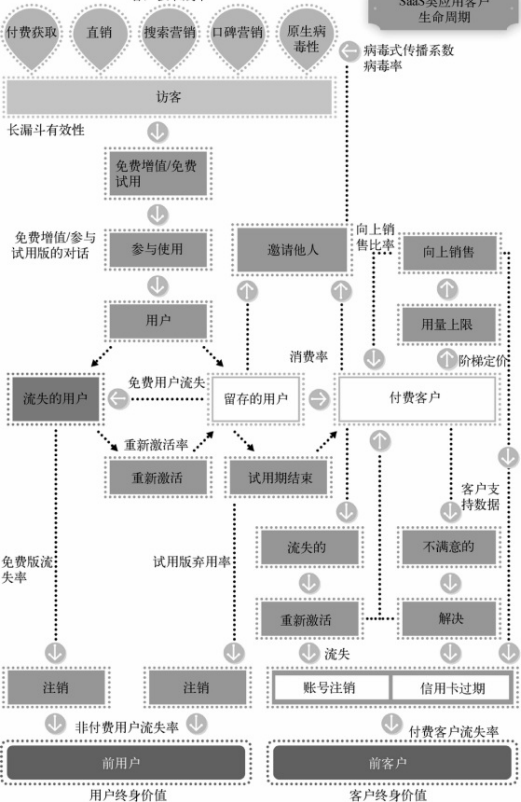 SaaS类应用客户
生命周期
付费获取
直销
搜索营销
口碑营销
原生病
毒性
病毒式传播系数
病毒率
访客
长漏斗有效性
免费增值/免费
试用
免费增值/参与
试用版的对话
参与使用
邀请他人
向上销
售比率
向上销售
用户
用量上限
消费率
阶梯定价
流失的用户
免费用户流失
留存的用户
付费客户
重新激活率
重新激活
试用期结束
客户支
持数据
免费版流
失率
试用版弃用率
流失的
不满意的
重新激活
解决
流失
注销
注销
账号注销
信用卡过期
非付费用户流失率
付费客户流失率
前用户
前客户
用户终身价值
客户终身价值